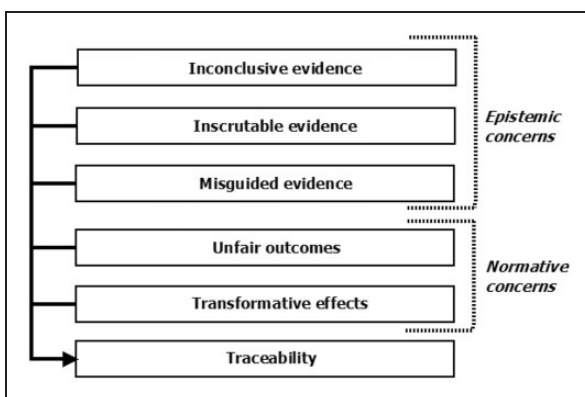 Inconclusive evidence
Inscrutable evidence
Misguided evidence
Epistemic
concerns
Unfair outcomes
Transformative effects
Normative
concerns
Traceability